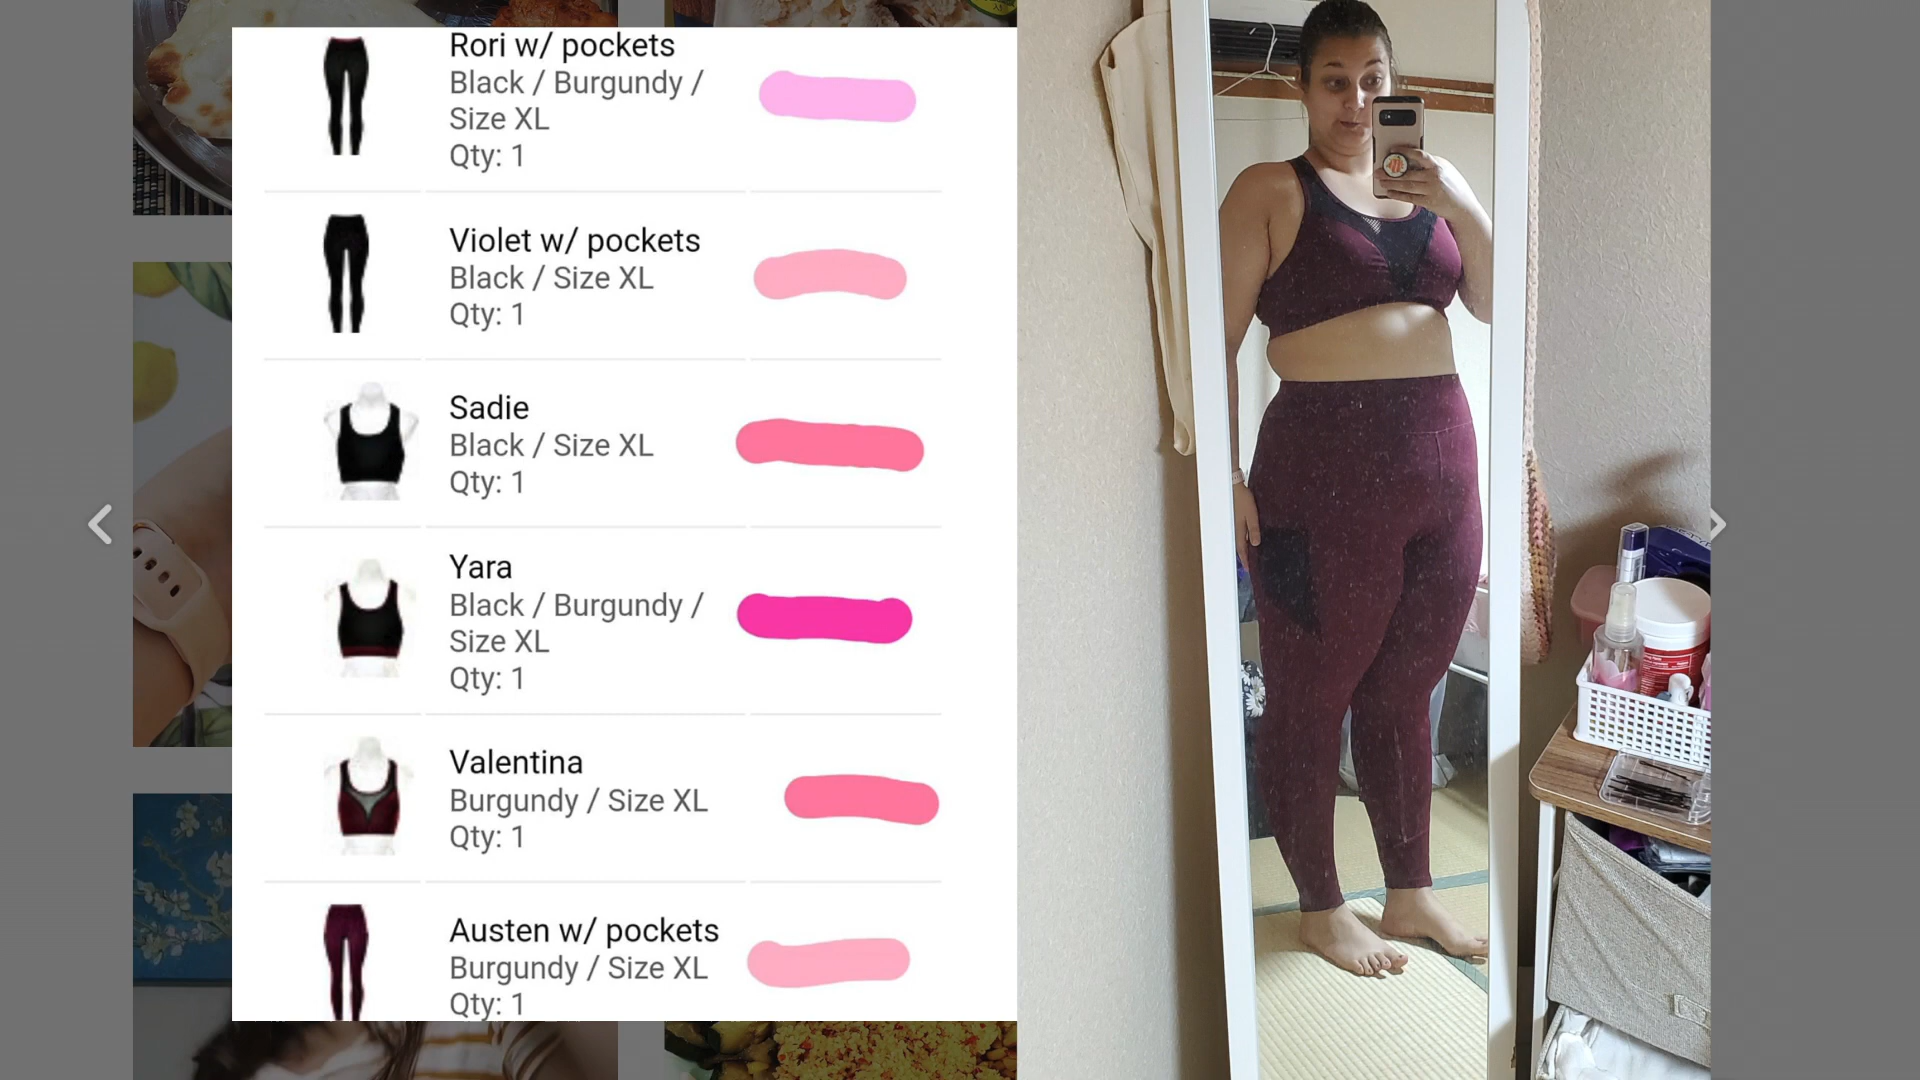 Rori w/ pockets
Black / Burgundy /
Size XL
Qty: 1
Violet w/ pockets
Black / Size XL
Qty: 1
Sadie
Black / Size XL
Qty: 1
Yara
Black / Burgundy /
Size XL
Qty: 1
Valentina
Burgundy / Size XL
Qty: 1
Austen w/ pockets
Burgundy / Size XL
Qty: 1